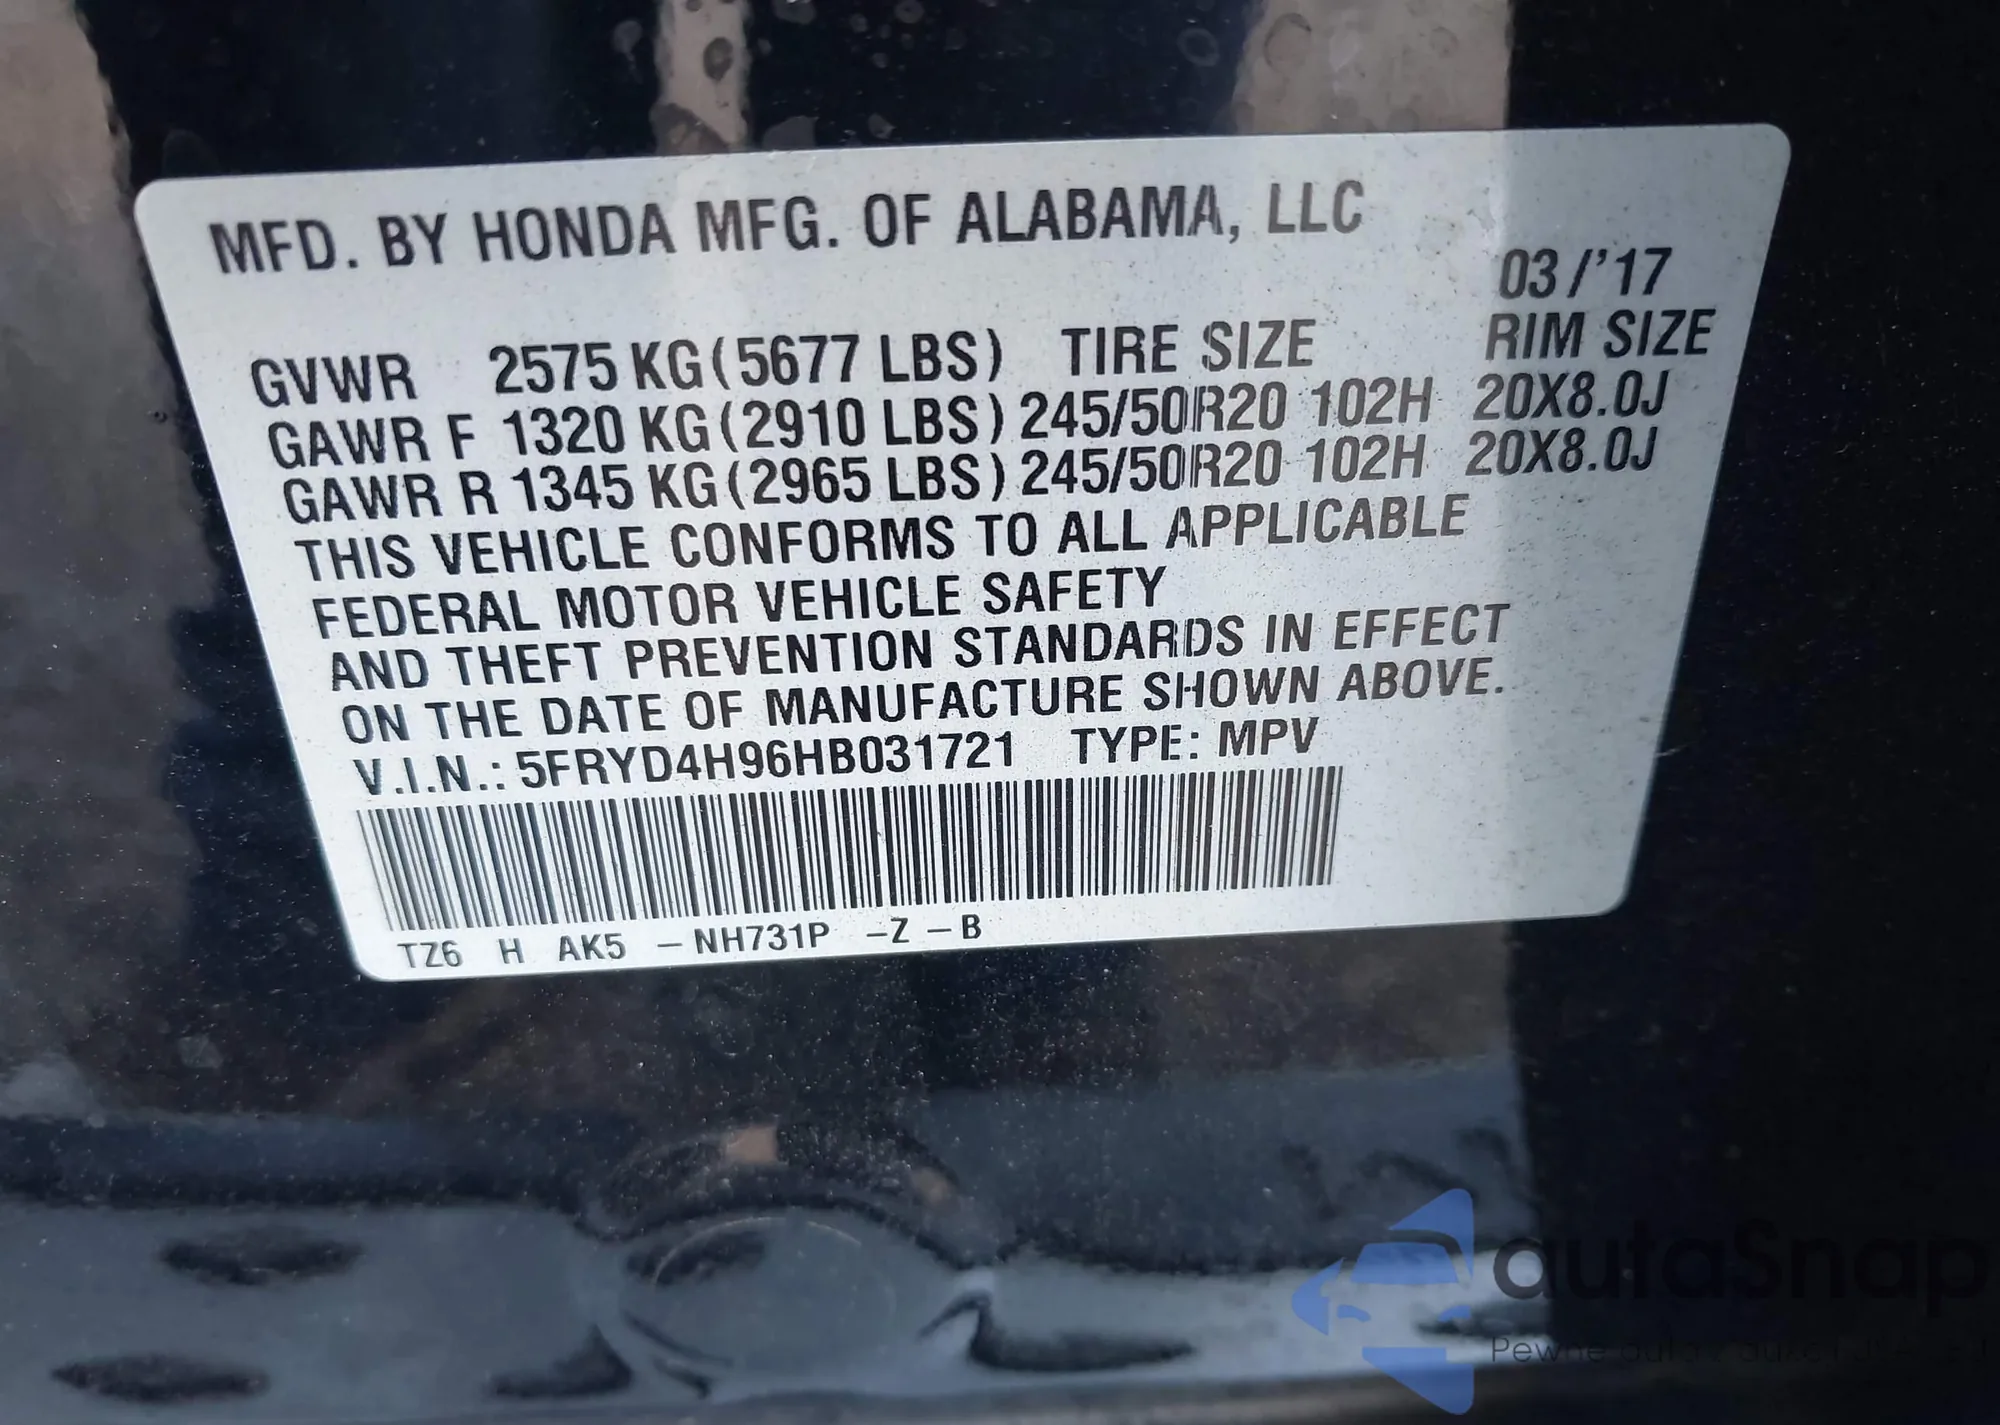 MFD. BY HONDA MFG. OF ALABAMA, LLC
03/'17
GVWR 2575 KG(5677 LBS) TIRE SIZE RIM SIZE
GAWR F 1320 KG(2910 LBS) 245/50R20 102H 20X8.0J
GAWR R 1345 KG(2965 LBS) 245/50R20 102H 20X8.0J
THIS VEHICLE CONFORMS TO ALL APPLICABLE
FEDERAL MOTOR VEHICLE SAFETY
AND THEFT PREVENTION STANDARDS IN EFFECT
ON THE DATE OF MANUFACTURE SHOWN ABOVE.
V.I.N.: 5FRYD4H96HB031721 TYPE: MPV
TZ6 H AK5 – NH731P –Z – B
autaSnap
Pewne auta z